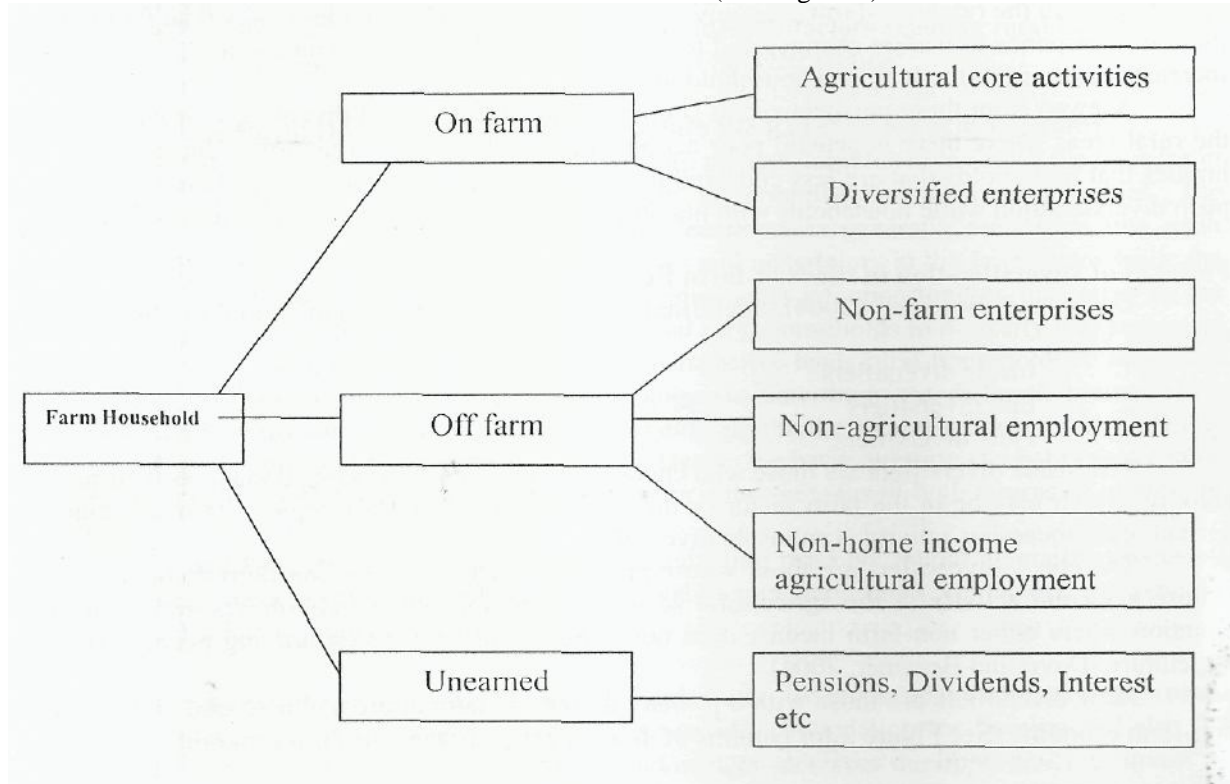 Agricultural core activities
On farm
Diversified enterprises
Non-farm enterprises
Farm Household
Off farm
Non-agricultural employment
Non-home income
agricultural employment
Unearned
Pensions, Dividends, Interest
etc